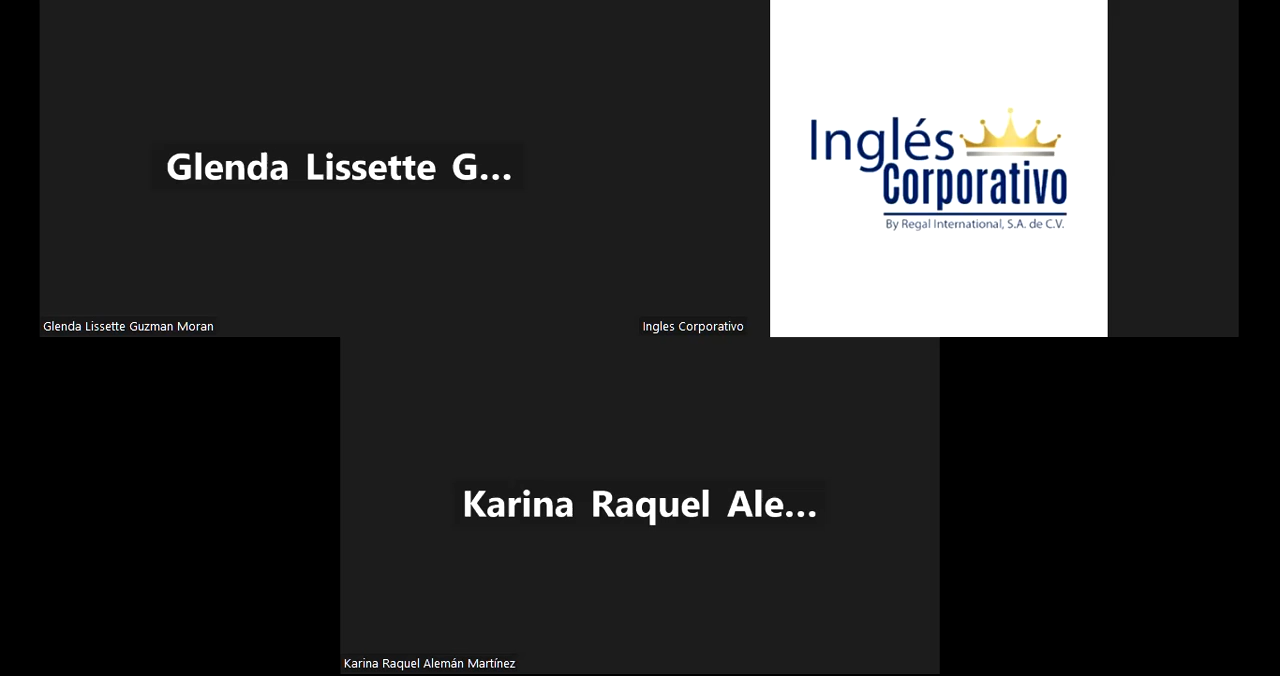 Glenda Lissette G...
Glenda Lissette Guzman Moran
Inglés
Corporativo
By Regal International, S.A. de C.V.
Ingles Corporativo
Karina Raquel Ale...
Karina Raquel Alemán Martínez